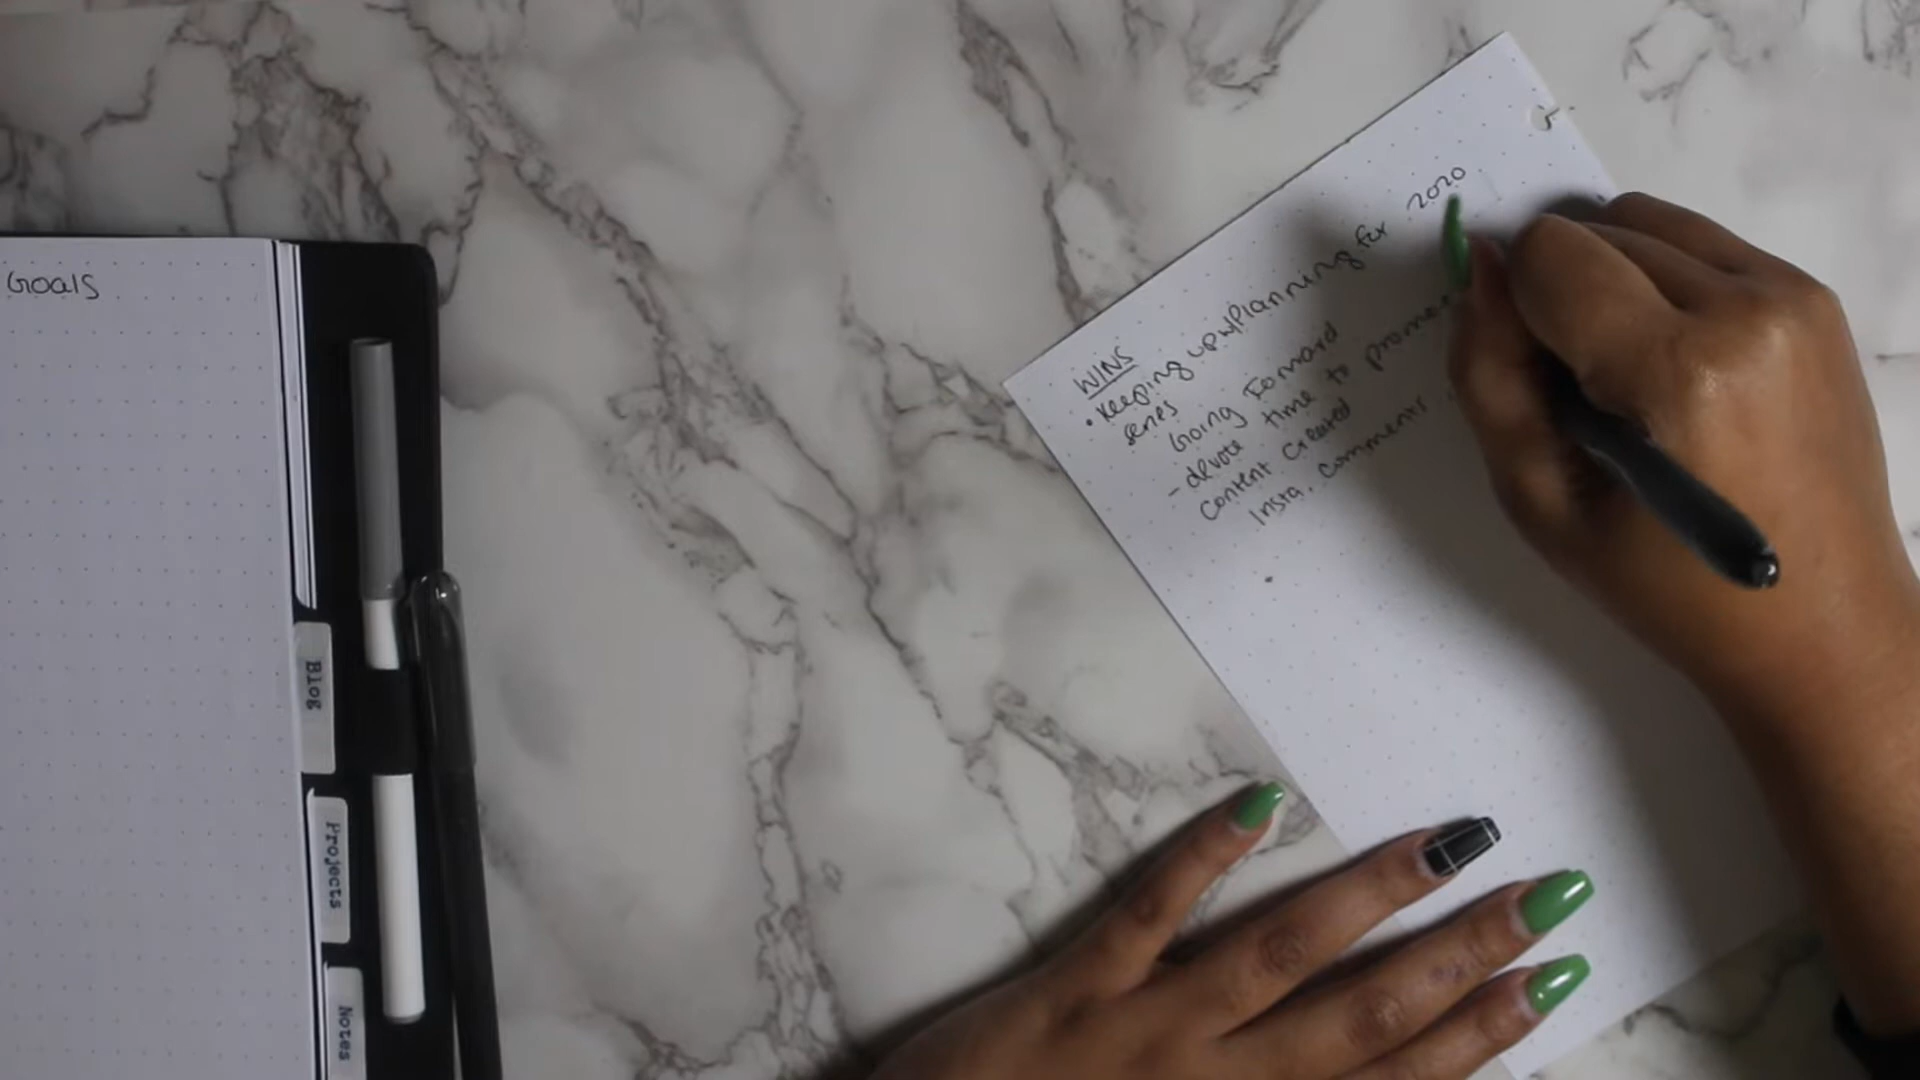 Goals
Blog
Projects
Notes
WINS
• Keeping up w/Planning for 2020
series
Going Forward
- devote time to
content created
Insta. comments